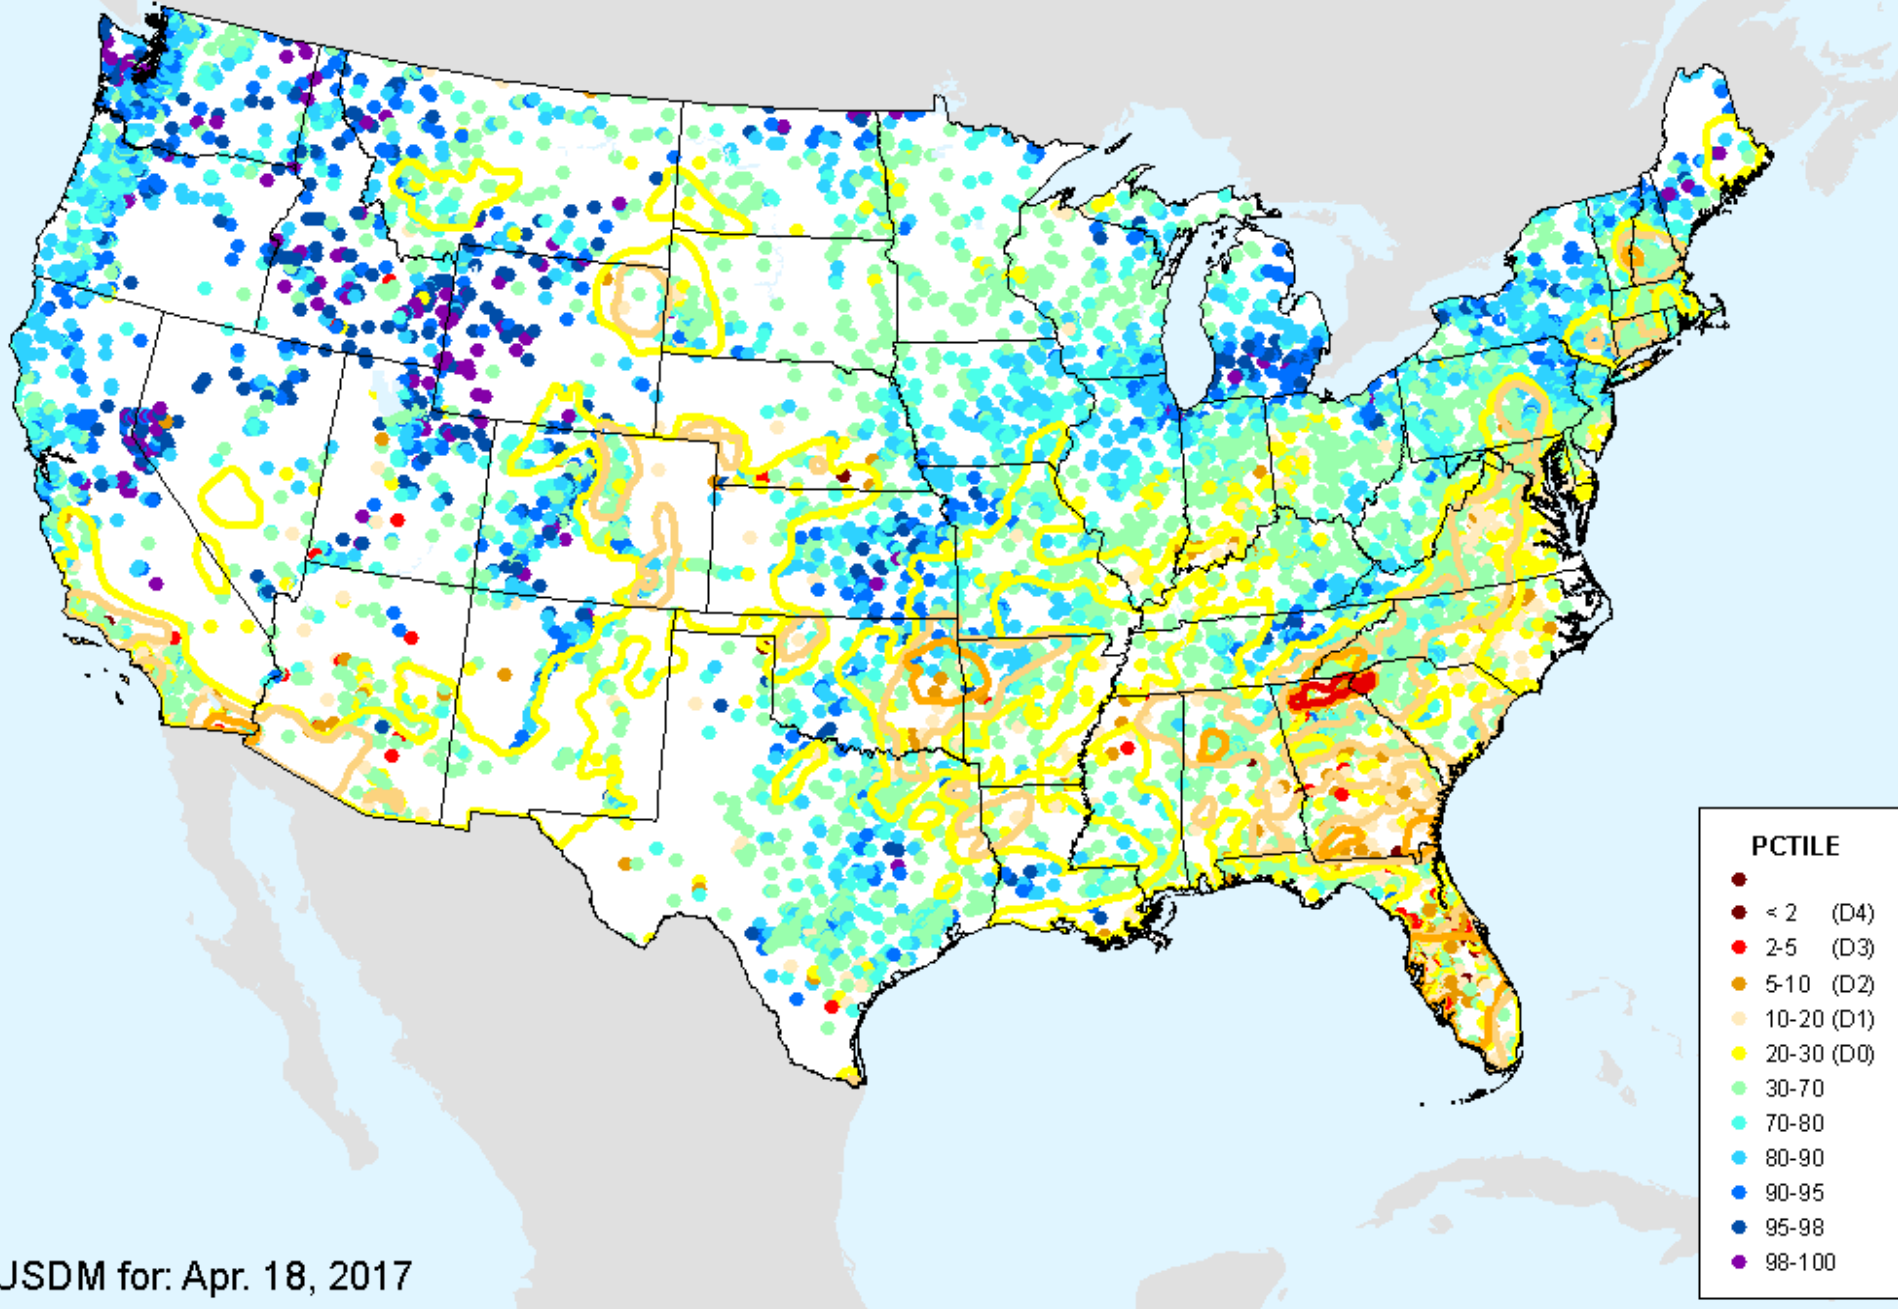 PCTILE
< 2 (D4)
2-5 (D3)
5-10 (D2)
10-20 (D1)
20-30 (D0)
30-70
70-80
80-90
90-95
95-98
98-100
USDM for: Apr. 18, 2017